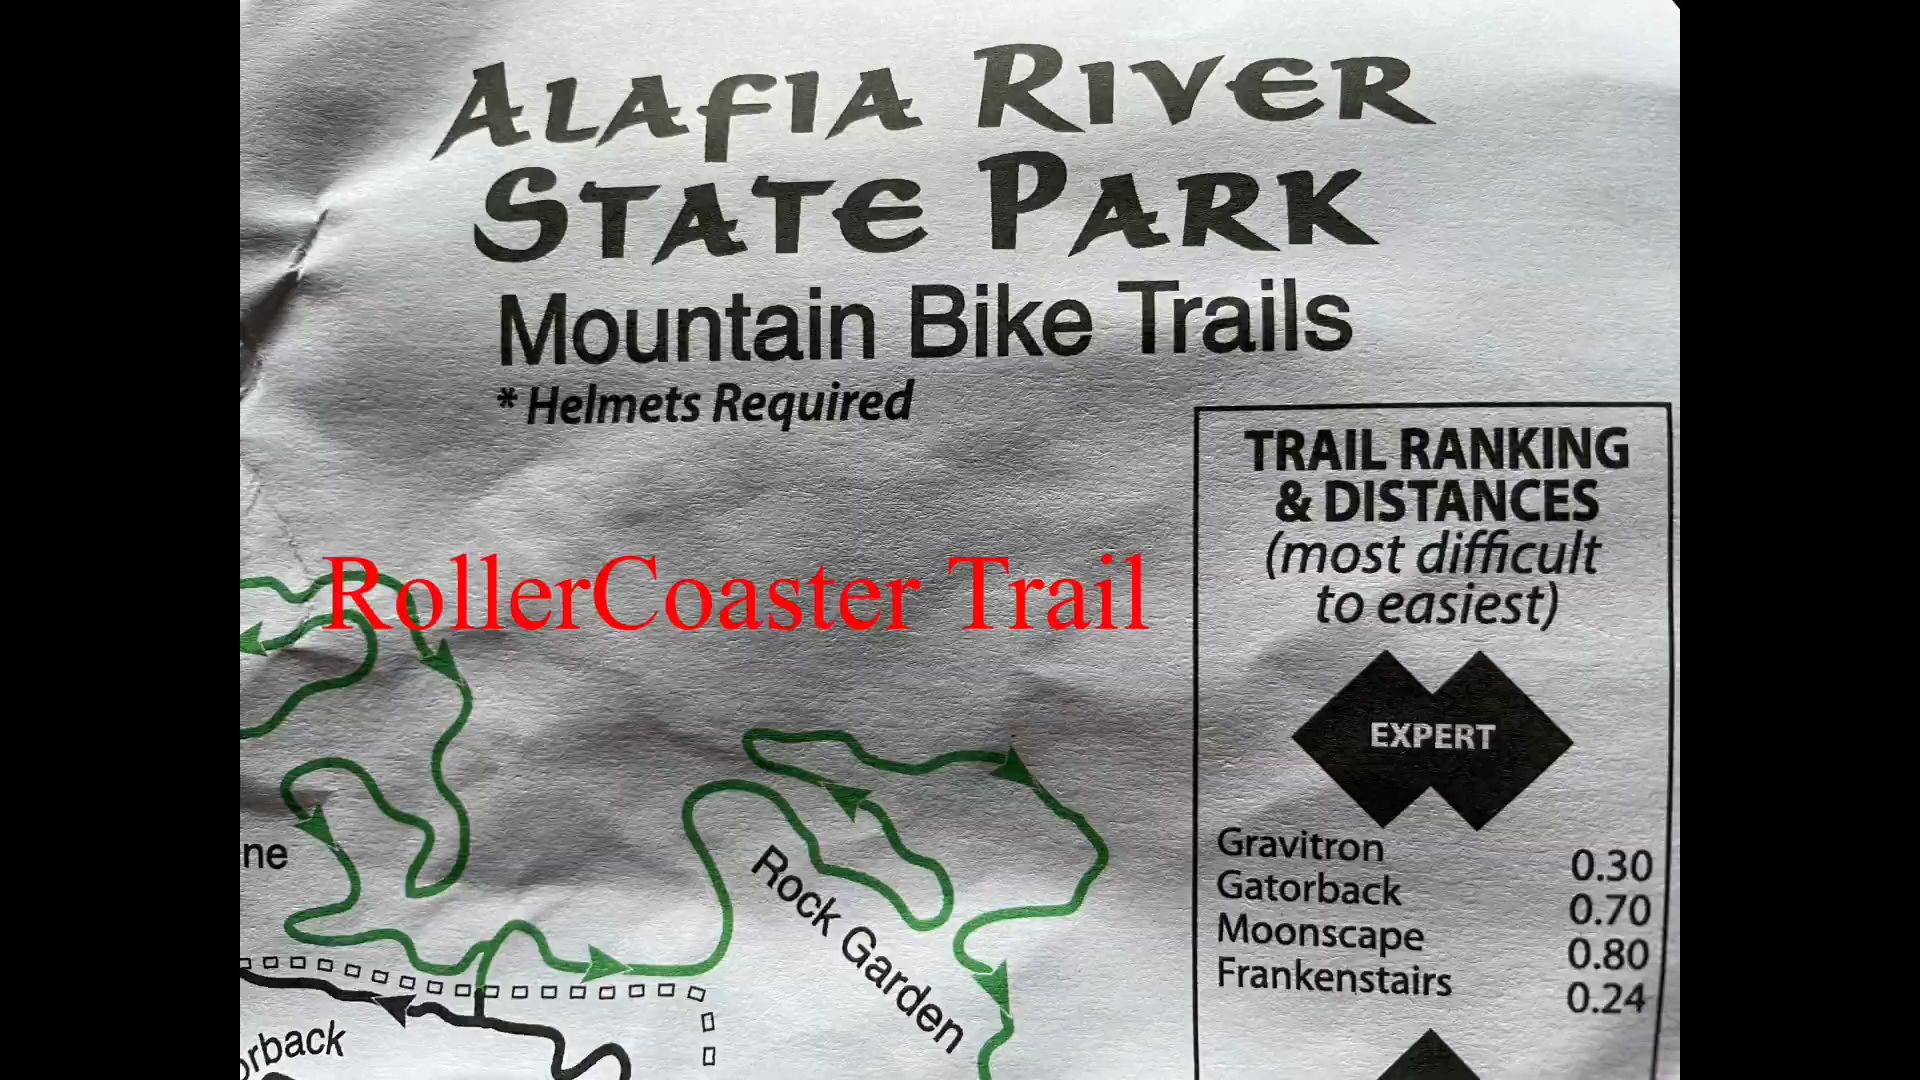 Alafia River
State Park
Mountain Bike Trails
* Helmets Required
TRAIL RANKING
& DISTANCES
(most difficult
to easiest)
RollerCoaster Trail
EXPERT
Gravitron 0.30
Gatorback 0.70
Moonscape 0.80
Frankenstairs 0.24
ne
Rock Garden
orback